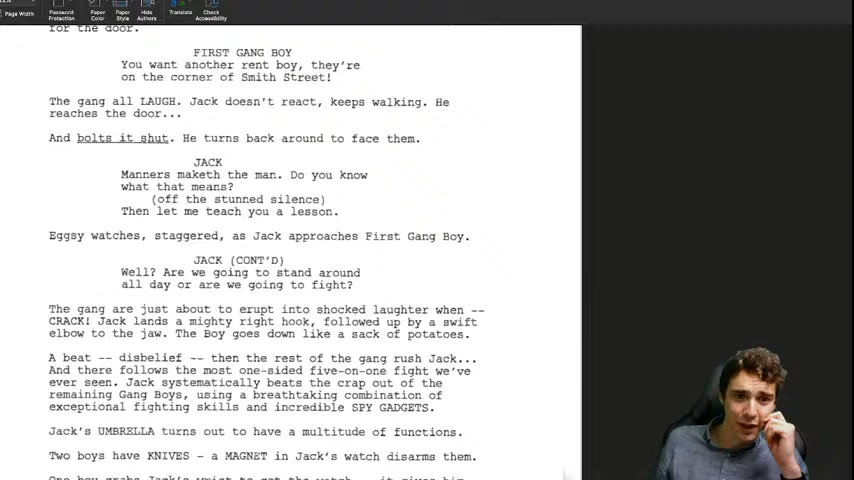 Page Width
Password
Protection
Paper
Color
Paper
Style
Hide
Authors
Translate
Check
Accessibility
for the door.
FIRST GANG BOY
You want another rent boy, they're
on the corner of Smith Street!
The gang all LAUGH. Jack doesn't react, keeps walking. He
reaches the door...
And bolts it shut. He turns back around to face them.
JACK
Manners maketh the man. Do you know
what that means?
(off the stunned silence)
Then let me teach you a lesson.
Eggsy watches, staggered, as Jack approaches First Gang Boy.
JACK (CONT'D)
Well? Are we going to stand around
all day or are we going to fight?
The gang are just about to erupt into shocked laughter when --
CRACK! Jack lands a mighty right hook, followed up by a swift
elbow to the jaw. The Boy goes down like a sack of potatoes.
A beat -- disbelief -- then the rest of the gang rush Jack...
And there follows the most one-sided five-on-one fight we've
ever seen. Jack systematically beats the crap out of the
remaining Gang Boys, using a breathtaking combination of
exceptional fighting skills and incredible SPY GADGETS.
Jack's UMBRELLA turns out to have a multitude of functions.
Two boys have KNIVES - a MAGNET in Jack's watch disarms them.
One boy grabs Jack's wrist to get the watch